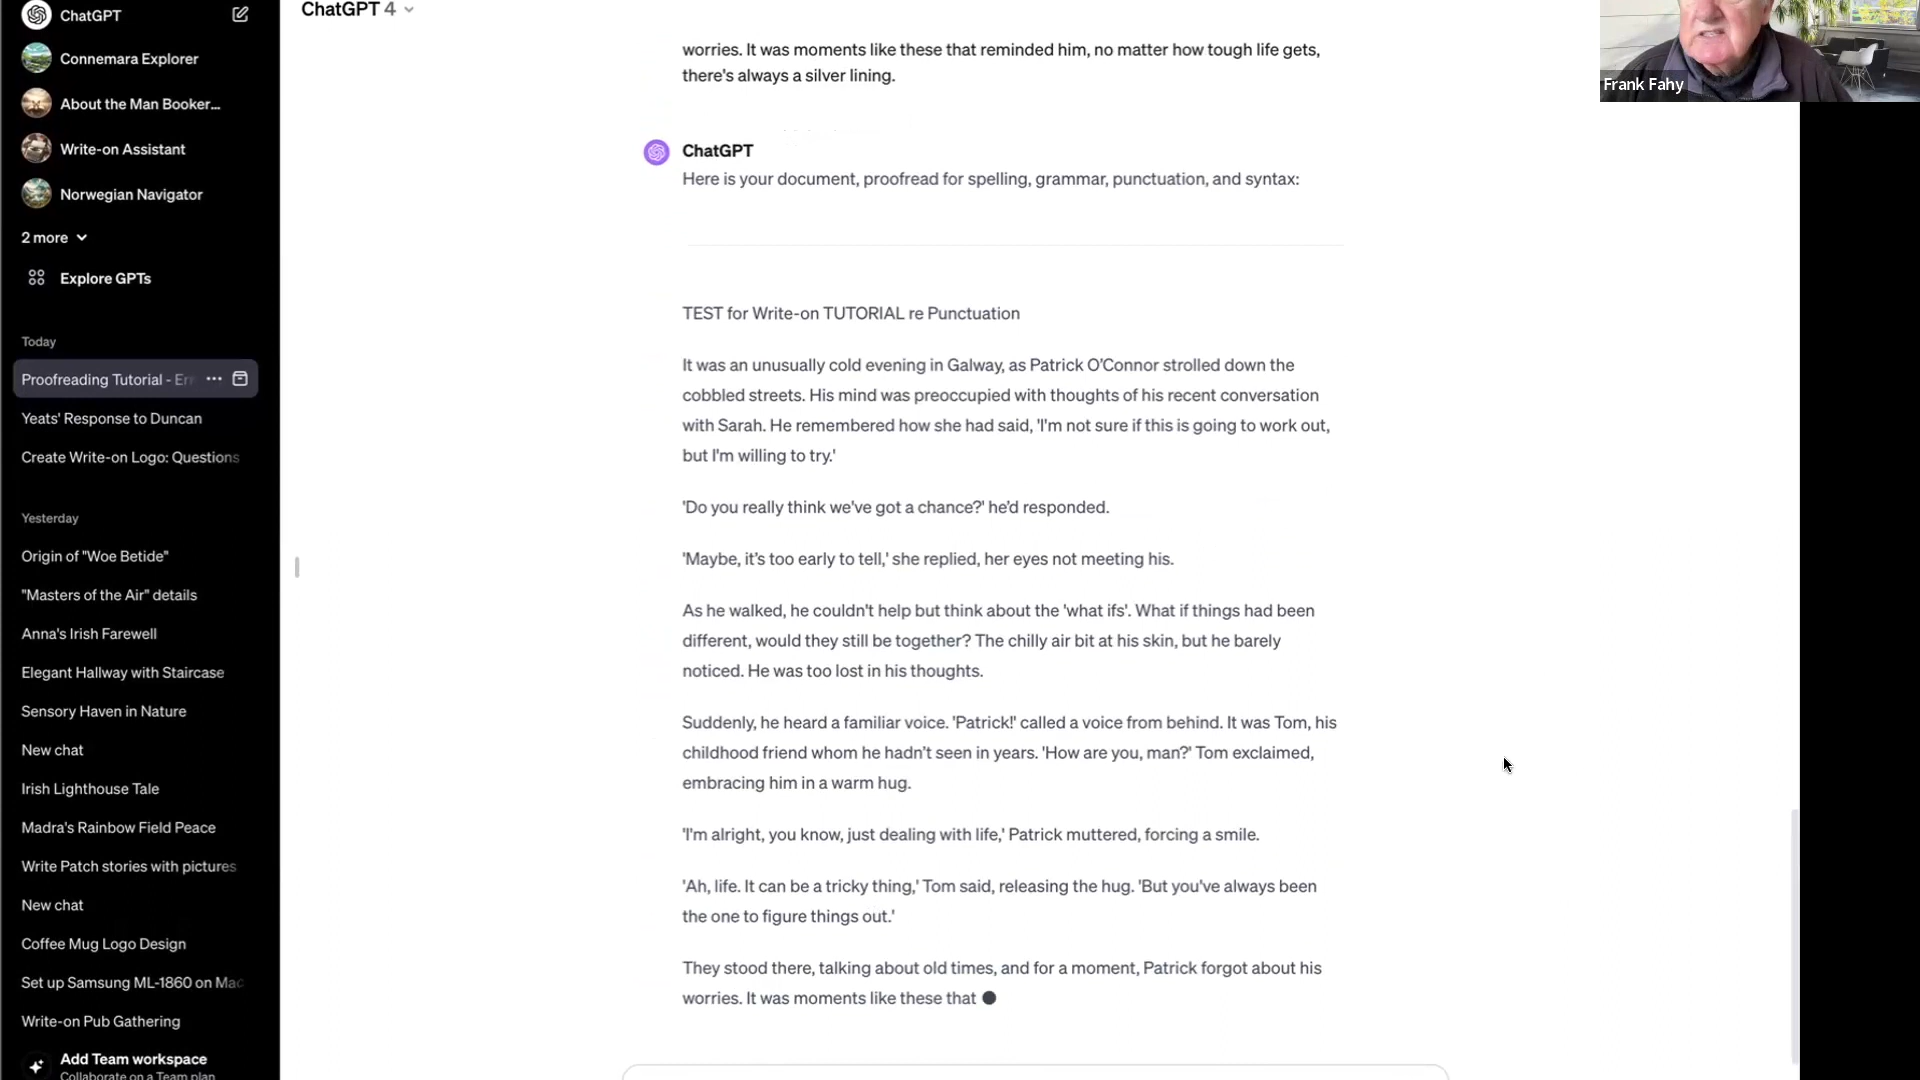 ChatGPT
Connemara Explorer
About the Man Booker...
Write-on Assistant
Norwegian Navigator
2 more
Explore GPTs
Today
Proofreading Tutorial - Er
Yeats' Response to Duncan
Create Write-on Logo: Questions
Yesterday
Origin of "Woe Betide"
"Masters of the Air" details
Anna's Irish Farewell
Elegant Hallway with Staircase
Sensory Haven in Nature
New chat
Irish Lighthouse Tale
Madra's Rainbow Field Peace
Write Patch stories with pictures
New chat
Coffee Mug Logo Design
Set up Samsung ML-1860 on Mac
Write-on Pub Gathering
Add Team workspace
Collaborate on a Team plan
ChatGPT 4
worries. It was moments like these that reminded him, no matter how tough life gets,
there's always a silver lining.
ChatGPT
Here is your document, proofread for spelling, grammar, punctuation, and syntax:
TEST for Write-on TUTORIAL re Punctuation
It was an unusually cold evening in Galway, as Patrick O'Connor strolled down the
cobbled streets. His mind was preoccupied with thoughts of his recent conversation
with Sarah. He remembered how she had said, 'I'm not sure if this is going to work out,
but I'm willing to try.'
'Do you really think we've got a chance?' he'd responded.
'Maybe, it's too early to tell,' she replied, her eyes not meeting his.
As he walked, he couldn't help but think about the 'what ifs'. What if things had been
different, would they still be together? The chilly air bit at his skin, but he barely
noticed. He was too lost in his thoughts.
Suddenly, he heard a familiar voice. 'Patrick!' called a voice from behind. It was Tom, his
childhood friend whom he hadn't seen in years. 'How are you, man?' Tom exclaimed,
embracing him in a warm hug.
'I'm alright, you know, just dealing with life,' Patrick muttered, forcing a smile.
'Ah, life. It can be a tricky thing,' Tom said, releasing the hug. 'But you've always been
the one to figure things out.'
They stood there, talking about old times, and for a moment, Patrick forgot about his
worries. It was moments like these that
Frank Fahy